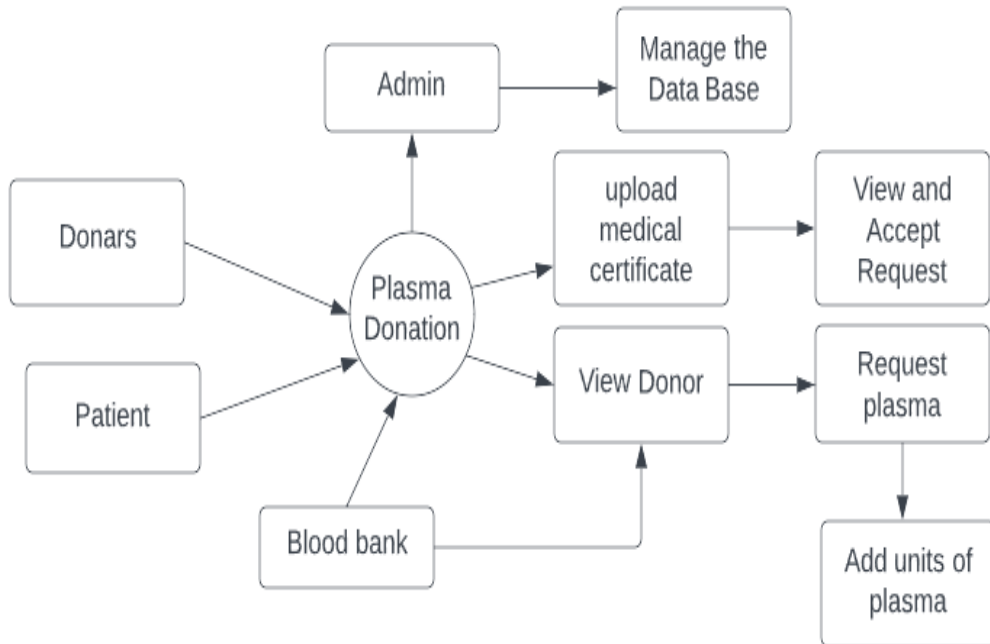 Manage the
Data Base
Admin
upload
medical
certificate
View and
Accept
Request
Donars
Plasma
Donation
View Donor
Request
plasma
Patient
Blood bank
Add units of
plasma